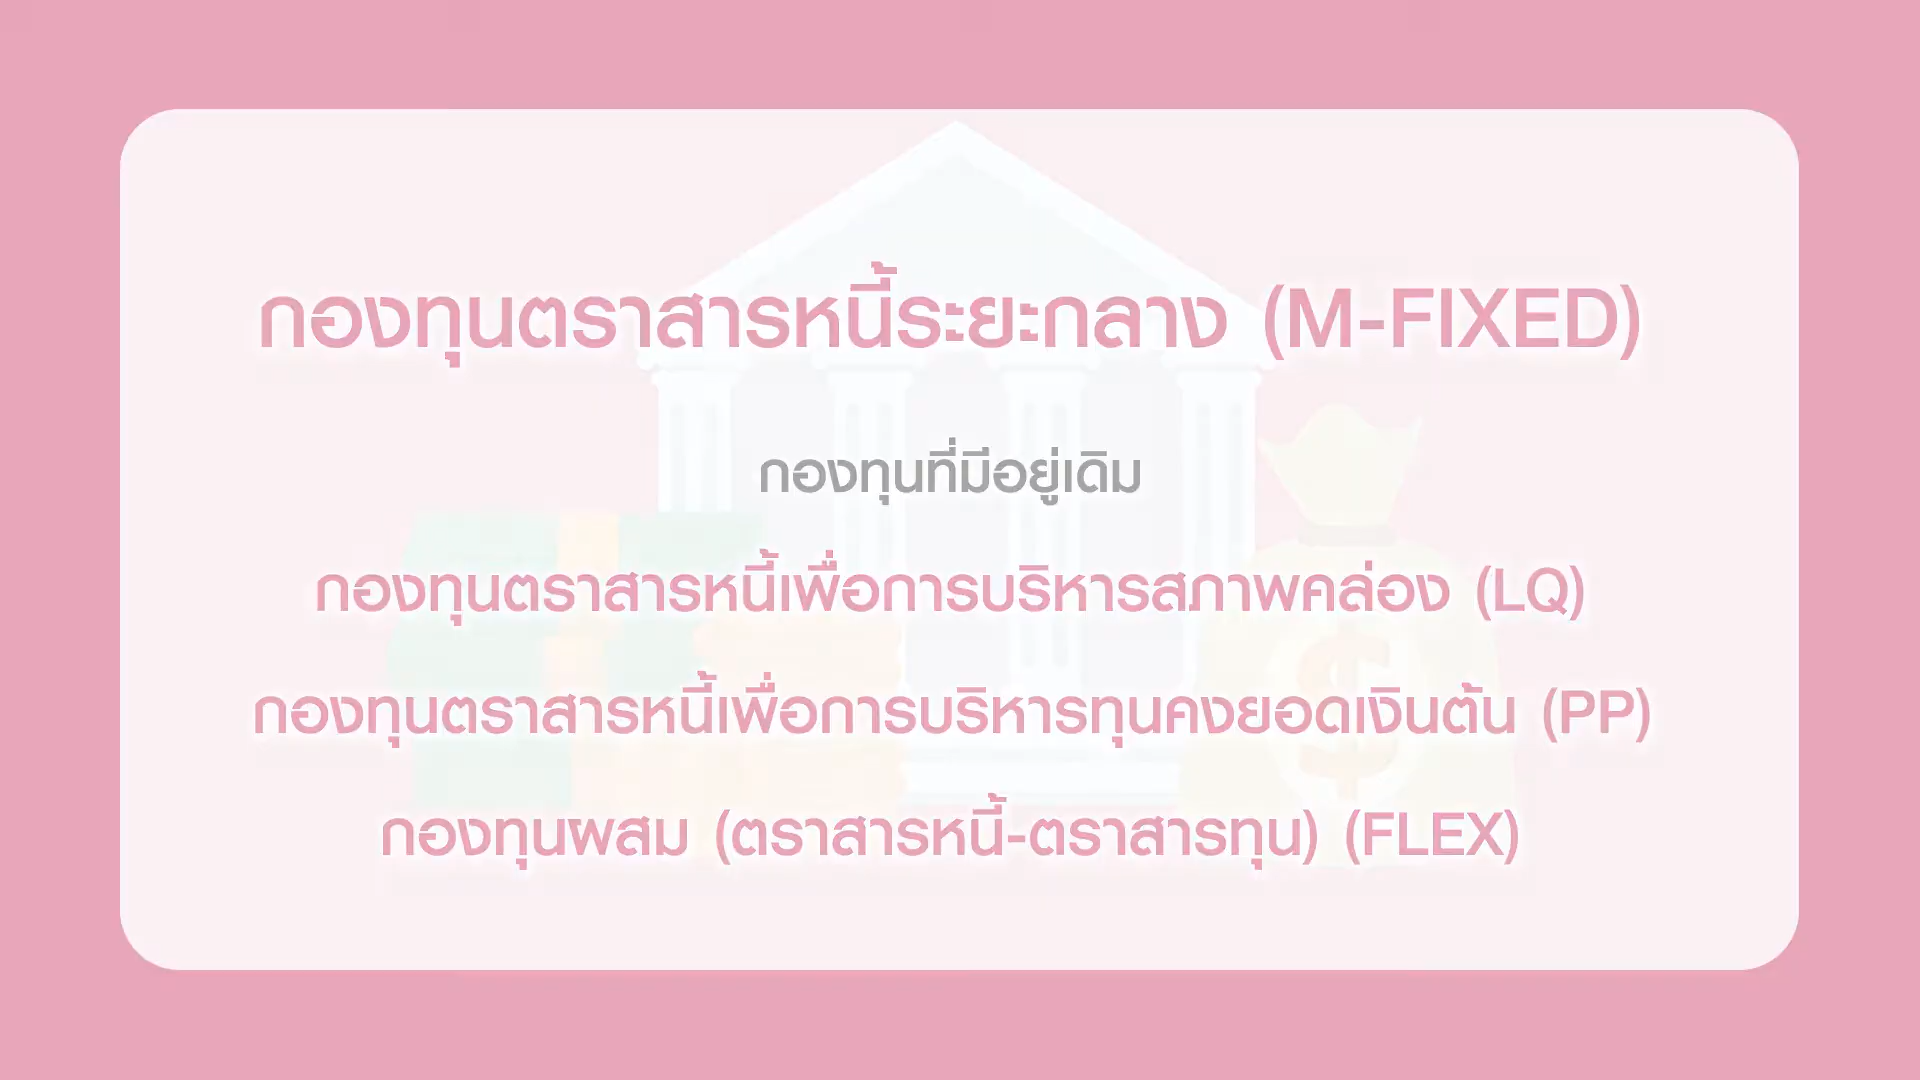 กองทุนตราสารหนี้ระยะกลาง (M-FIXED)
กองทุนที่มีอยู่เดิม
กองทุนตราสารหนี้เพื่อการบริหารสภาพคล่อง (LQ)
กองทุนตราสารหนี้เพื่อการบริหารทุนคงยอดเงินต้น (PP)
กองทุนผสม (ตราสารหนี้-ตราสารทุน) (FLEX)
$